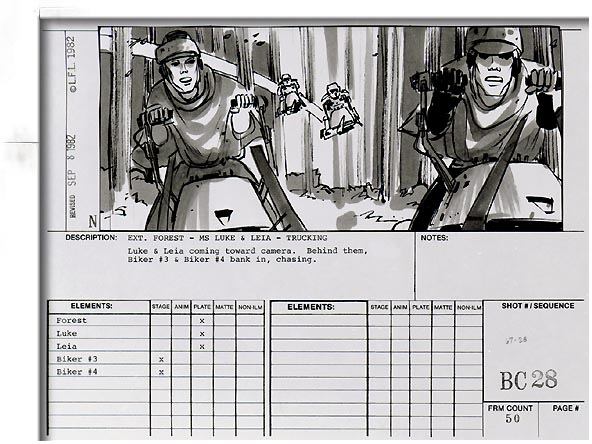 © L.F.L. 1982
REVISED SEP 8 1982
N
DESCRIPTION: EXT. FOREST - MS LUKE & LEIA - TRUCKING
Luke & Leia coming toward camera. Behind them,
Biker #3 & Biker #4 bank in, chasing.
NOTES:
ELEMENTS: STAGE ANIM PLATE MATTE NON-ILM
Forest x
Luke x
Leia x
Biker #3 x
Biker #4 x
ELEMENTS: STAGE ANIM PLATE MATTE NON-ILM
SHOT # / SEQUENCE
BC 28
FRM COUNT
50
PAGE #